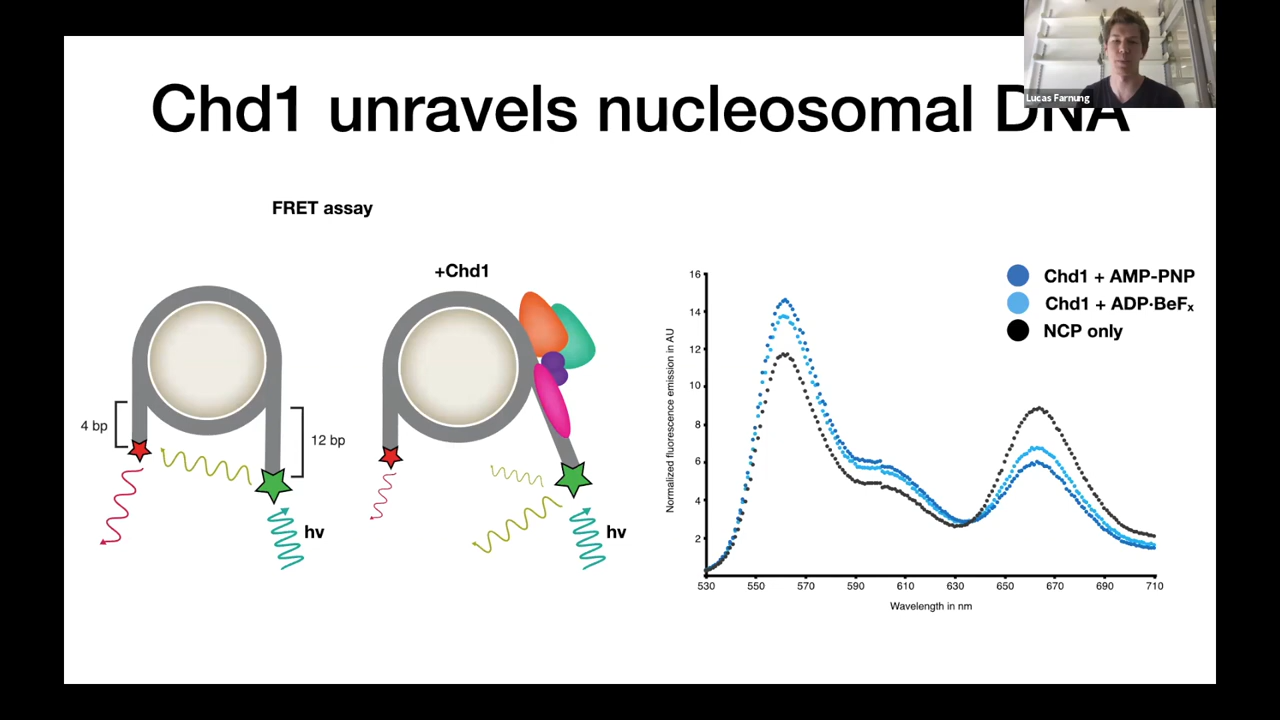 Chd1 unravels nucleosomal DNA
Lucas Farnung
FRET assay
+Chd1
4 bp
12 bp
hv
hv
Chd1 + AMP-PNP
Chd1 + ADP·BeFₓ
NCP only
Normalized fluorescence emission in AU
16
14
12
10
8
6
4
2
530 550 570 590 610 630 650 670 690 710
Wavelength in nm